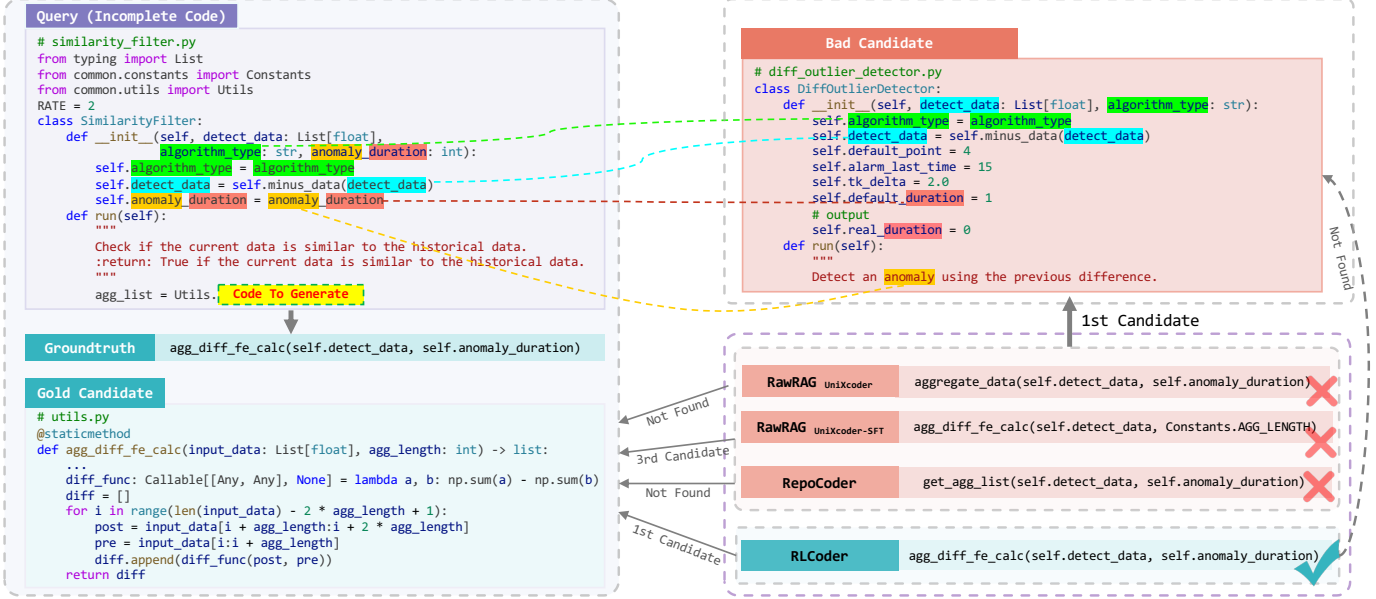 Query (Incomplete Code)
# similarity_filter.py
from typing import List
from common.constants import Constants
from common.utils import Utils
RATE = 2
class SimilarityFilter:
def __init__(self, detect_data: List[float],
algorithm_type: str, anomaly_duration: int):
self.algorithm_type = algorithm_type
self.detect_data = self.minus_data(detect_data)
self.anomaly_duration = anomaly_duration
def run(self):
"""
Check if the current data is similar to the historical data.
:return: True if the current data is similar to the historical data.
"""
agg_list = Utils. Code To Generate
Groundtruth
agg_diff_fe_calc(self.detect_data, self.anomaly_duration)
Gold Candidate
# utils.py
@staticmethod
def agg_diff_fe_calc(input_data: List[float], agg_length: int) -> list:
...
diff_func: Callable[[Any, Any], None] = lambda a, b: np.sum(a) - np.sum(b)
diff = []
for i in range(len(input_data) - 2 * agg_length + 1):
post = input_data[i + agg_length:i + 2 * agg_length]
pre = input_data[i:i + agg_length]
diff.append(diff_func(post, pre))
return diff
Bad Candidate
# diff_outlier_detector.py
class DiffOutlierDetector:
def __init__(self, detect_data: List[float], algorithm_type: str):
self.algorithm_type = algorithm_type
self.detect_data = self.minus_data(detect_data)
self.default_point = 4
self.alarm_last_time = 15
self.tk_delta = 2.0
self.default_duration = 1
# output
self.real_duration = 0
def run(self):
"""
Detect an anomaly using the previous difference.
Not Found
1st Candidate
RawRAG UniXcoder
aggregate_data(self.detect_data, self.anomaly_duration)
Not Found
RawRAG UniXcoder-SFT
agg_diff_fe_calc(self.detect_data, Constants.AGG_LENGTH)
3rd Candidate
RepoCoder
get_agg_list(self.detect_data, self.anomaly_duration)
Not Found
RLCoder
agg_diff_fe_calc(self.detect_data, self.anomaly_duration)
1st Candidate